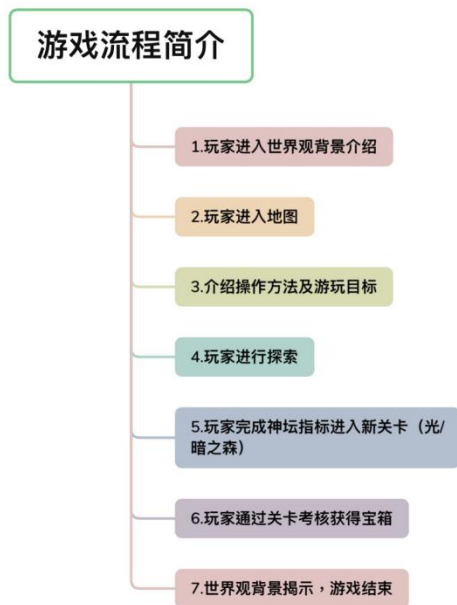 游戏流程简介
1.玩家进入世界观背景介绍
2.玩家进入地图
3.介绍操作方法及游玩目标
4.玩家进行探索
5.玩家完成神坛指标进入新关卡（光/
暗之森）
6.玩家通过关卡考核获得宝箱
7.世界观背景揭示，游戏结束